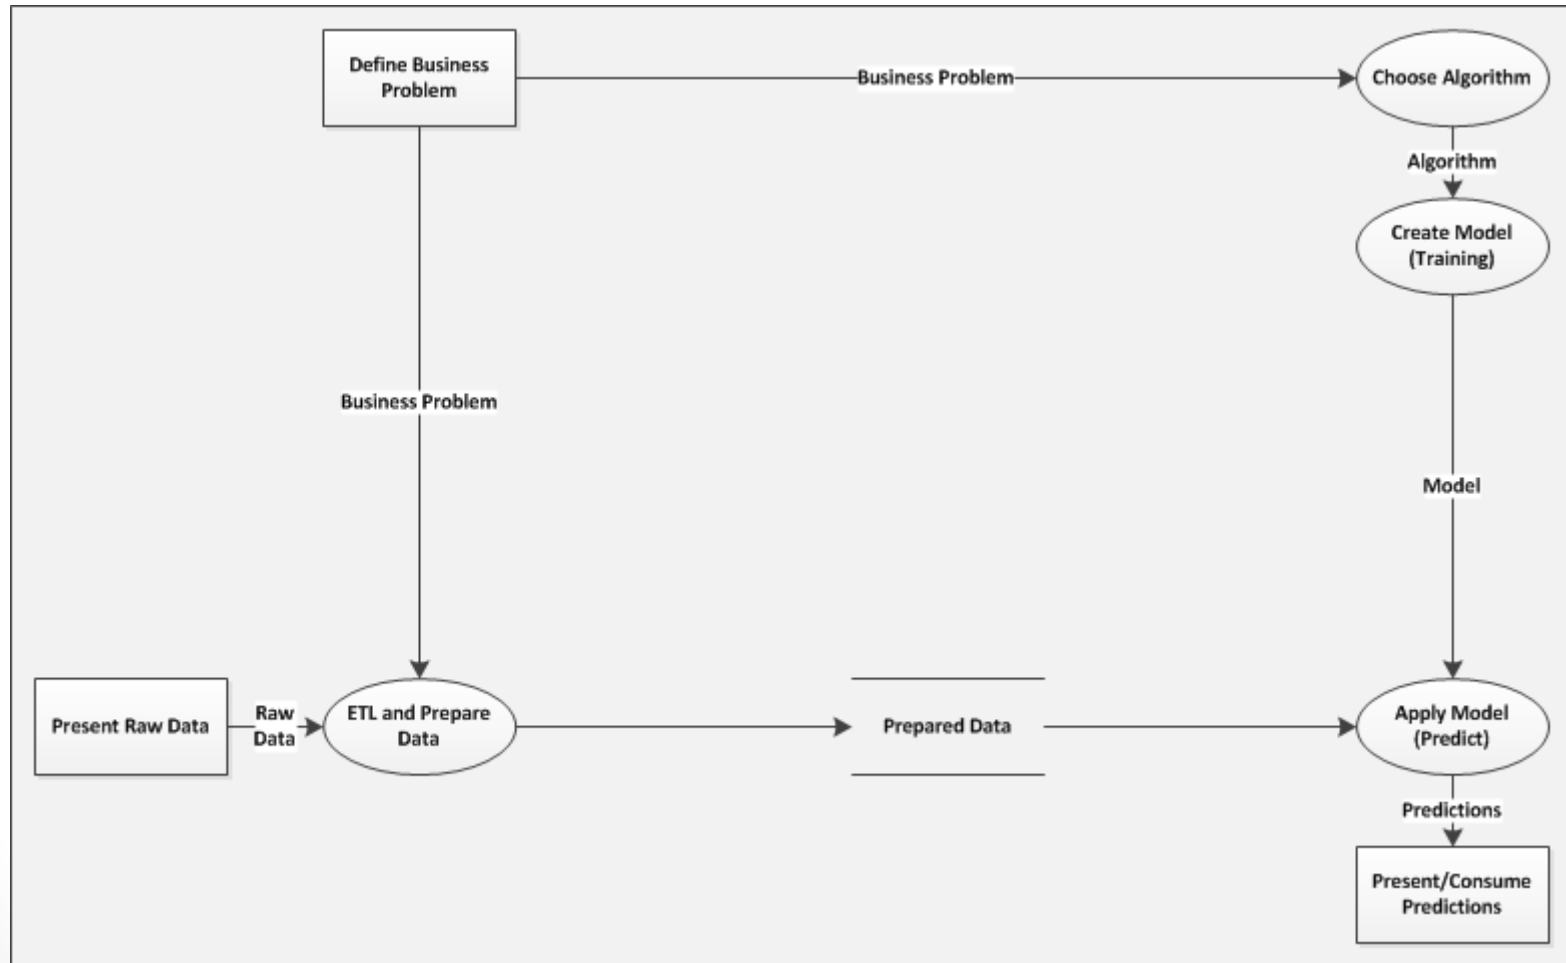 Define Business
Problem
Business Problem
Choose Algorithm
Algorithm
Create Model
(Training)
Business Problem
Model
Present Raw Data
Raw
Data
ETL and Prepare
Data
Prepared Data
Apply Model
(Predict)
Predictions
Present/Consume
Predictions